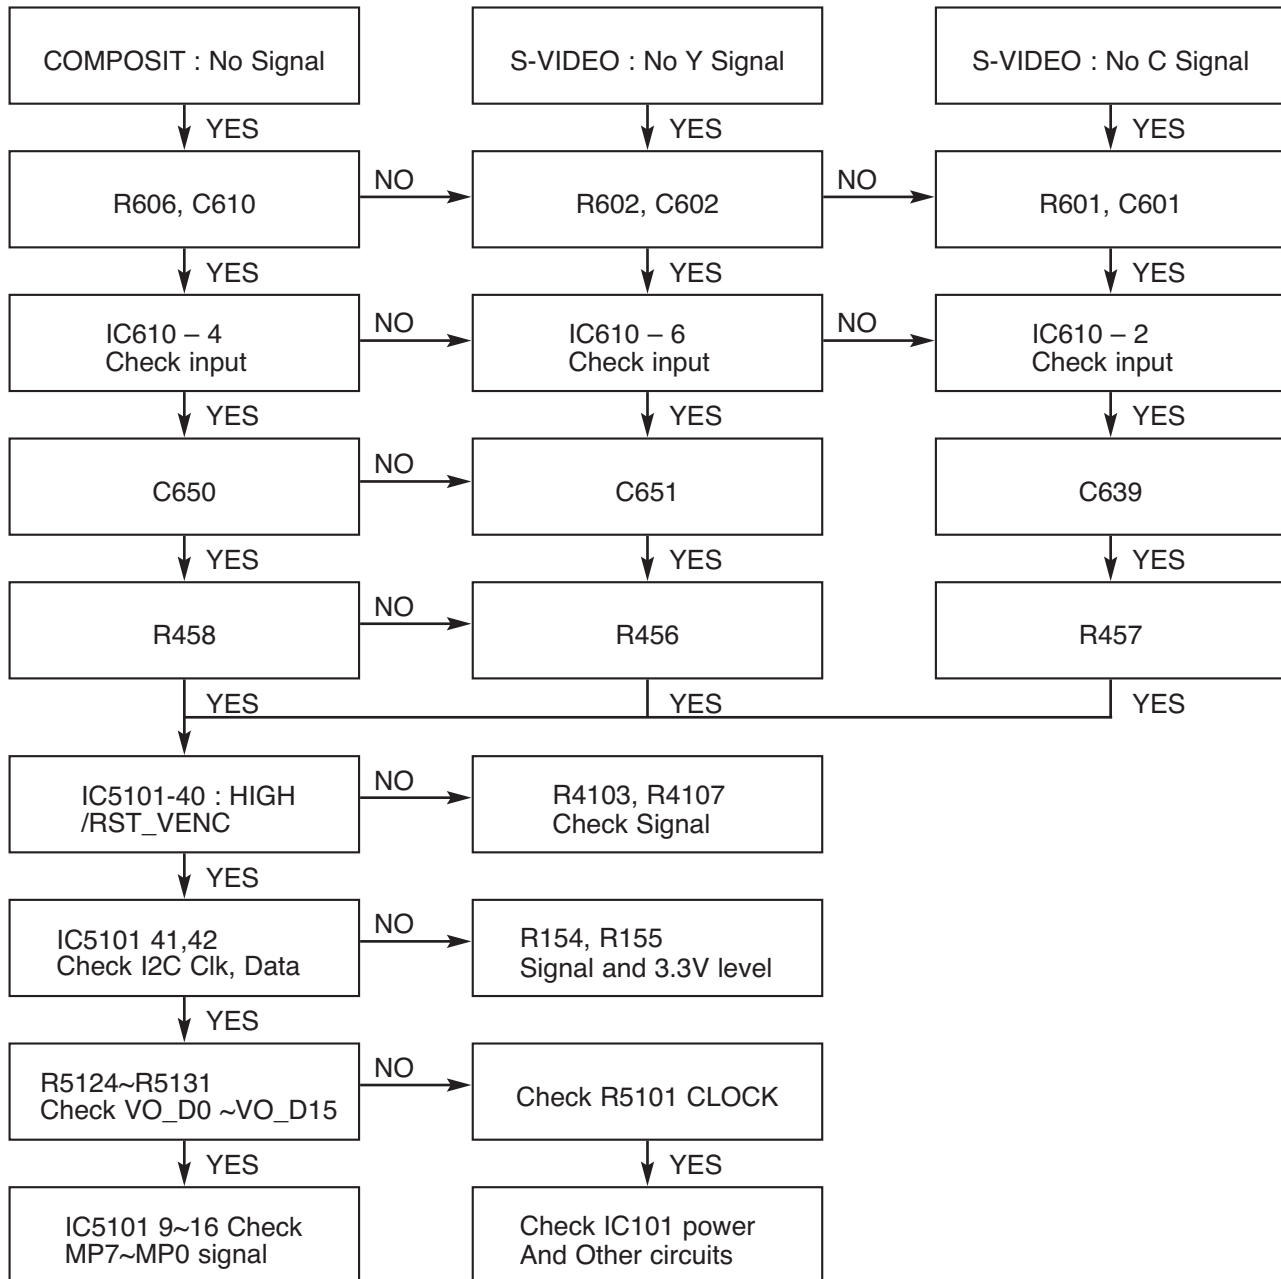 COMPOSIT : No Signal
S-VIDEO : No Y Signal
S-VIDEO : No C Signal
YES
YES
YES
R606, C610
NO
R602, C602
NO
R601, C601
YES
YES
YES
IC610 – 4
Check input
NO
IC610 – 6
Check input
NO
IC610 – 2
Check input
YES
YES
YES
C650
NO
C651
C639
YES
YES
YES
R458
NO
R456
R457
YES
YES
YES
IC5101-40 : HIGH
/RST_VENC
NO
R4103, R4107
Check Signal
YES
IC5101 41,42
Check I2C Clk, Data
NO
R154, R155
Signal and 3.3V level
YES
R5124~R5131
Check VO_D0 ~VO_D15
NO
Check R5101 CLOCK
YES
YES
IC5101 9~16 Check
MP7~MP0 signal
Check IC101 power
And Other circuits